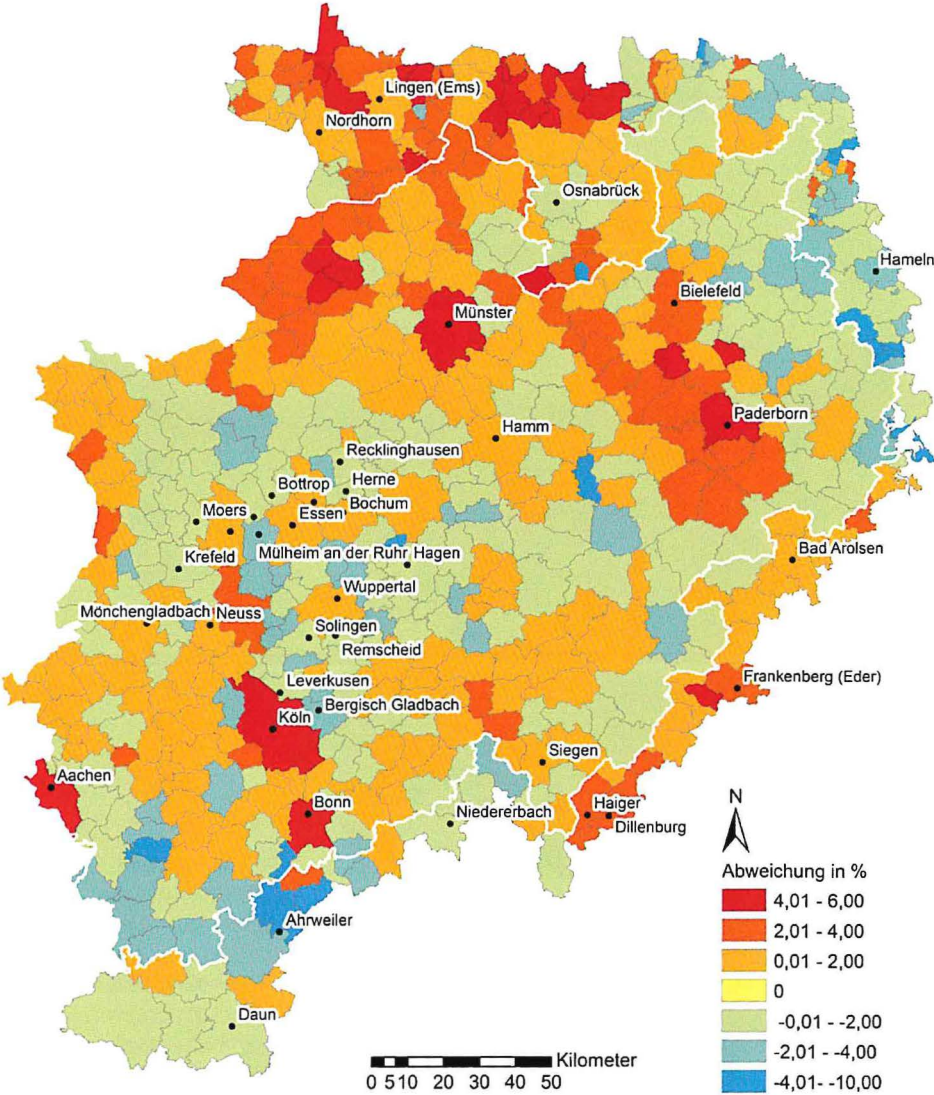 Lingen (Ems)
Nordhorn
Osnabrück
Hameln
Bielefeld
Münster
Paderborn
Hamm
Recklinghausen
Bottrop
Herne
Bochum
Moers
Essen
Mülheim an der Ruhr
Hagen
Bad Arolsen
Krefeld
Wuppertal
Mönchengladbach
Neuss
Solingen
Remscheid
Leverkusen
Frankenberg (Eder)
Bergisch Gladbach
Köln
Siegen
Aachen
Bonn
Niedererbach
Haiger
Dillenburg
N
Abweichung in %
4,01 - 6,00
2,01 - 4,00
0,01 - 2,00
0
-0,01 - -2,00
-2,01 - -4,00
-4,01- -10,00
Ahrweiler
Daun
Kilometer
0 5 10 20 30 40 50